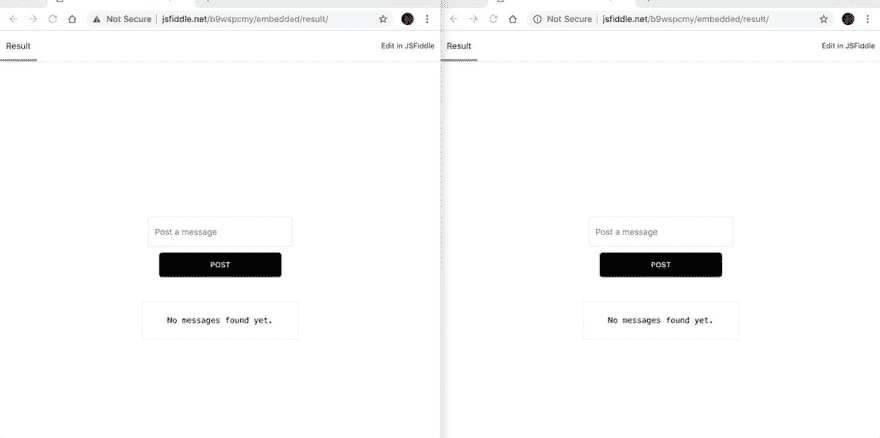 Not Secure | jsfiddle.net/b9wspcmy/embedded/result/
Result
Edit in JSFiddle
Post a message
POST
No messages found yet.
Not Secure | jsfiddle.net/b9wspcmy/embedded/result/
Result
Edit in JSFiddle
Post a message
POST
No messages found yet.